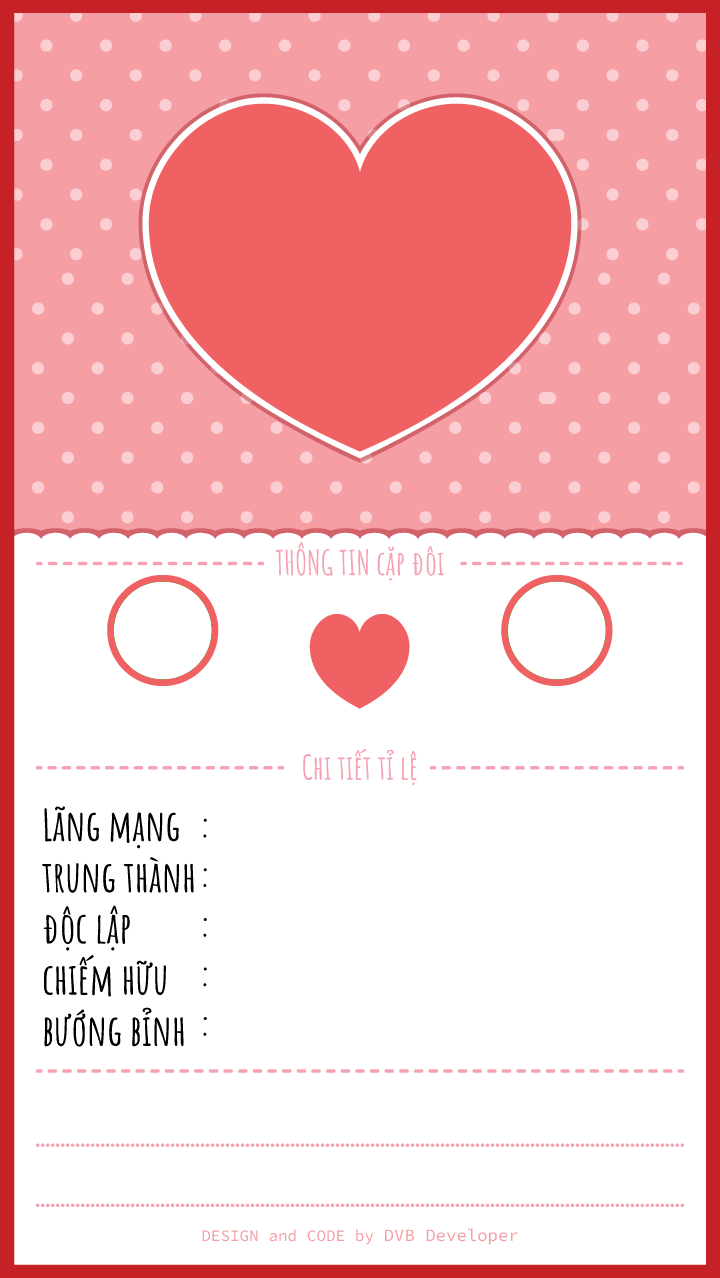 THÔNG TIN CẶP ĐÔI
CHI TIẾT TỈ LỆ
LÃNG MẠNG :
TRUNG THÀNH :
ĐỘC LẬP :
CHIẾM HỮU :
BƯỚNG BỈNH :
DESIGN and CODE by DVB Developer